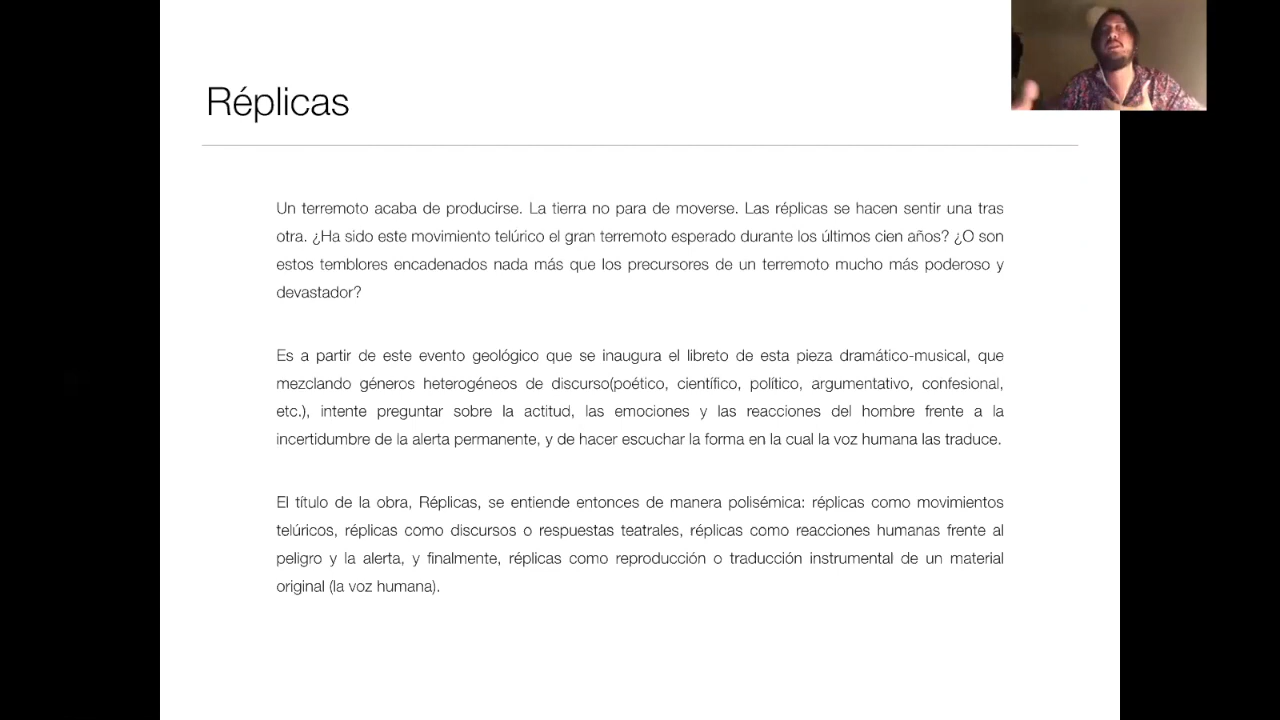 Réplicas
Un terremoto acaba de producirse. La tierra no para de moverse. Las réplicas se hacen sentir una tras
otra. ¿Ha sido este movimiento telúrico el gran terremoto esperado durante los últimos cien años? ¿O son
estos temblores encadenados nada más que los precursores de un terremoto mucho más poderoso y
devastador?
Es a partir de este evento geológico que se inaugura el libreto de esta pieza dramático-musical, que
mezclando géneros heterogéneos de discurso(poético, científico, político, argumentativo, confesional,
etc.), intente preguntar sobre la actitud, las emociones y las reacciones del hombre frente a la
incertidumbre de la alerta permanente, y de hacer escuchar la forma en la cual la voz humana las traduce.
El título de la obra, Réplicas, se entiende entonces de manera polisémica: réplicas como movimientos
telúricos, réplicas como discursos o respuestas teatrales, réplicas como reacciones humanas frente al
peligro y la alerta, y finalmente, réplicas como reproducción o traducción instrumental de un material
original (la voz humana).